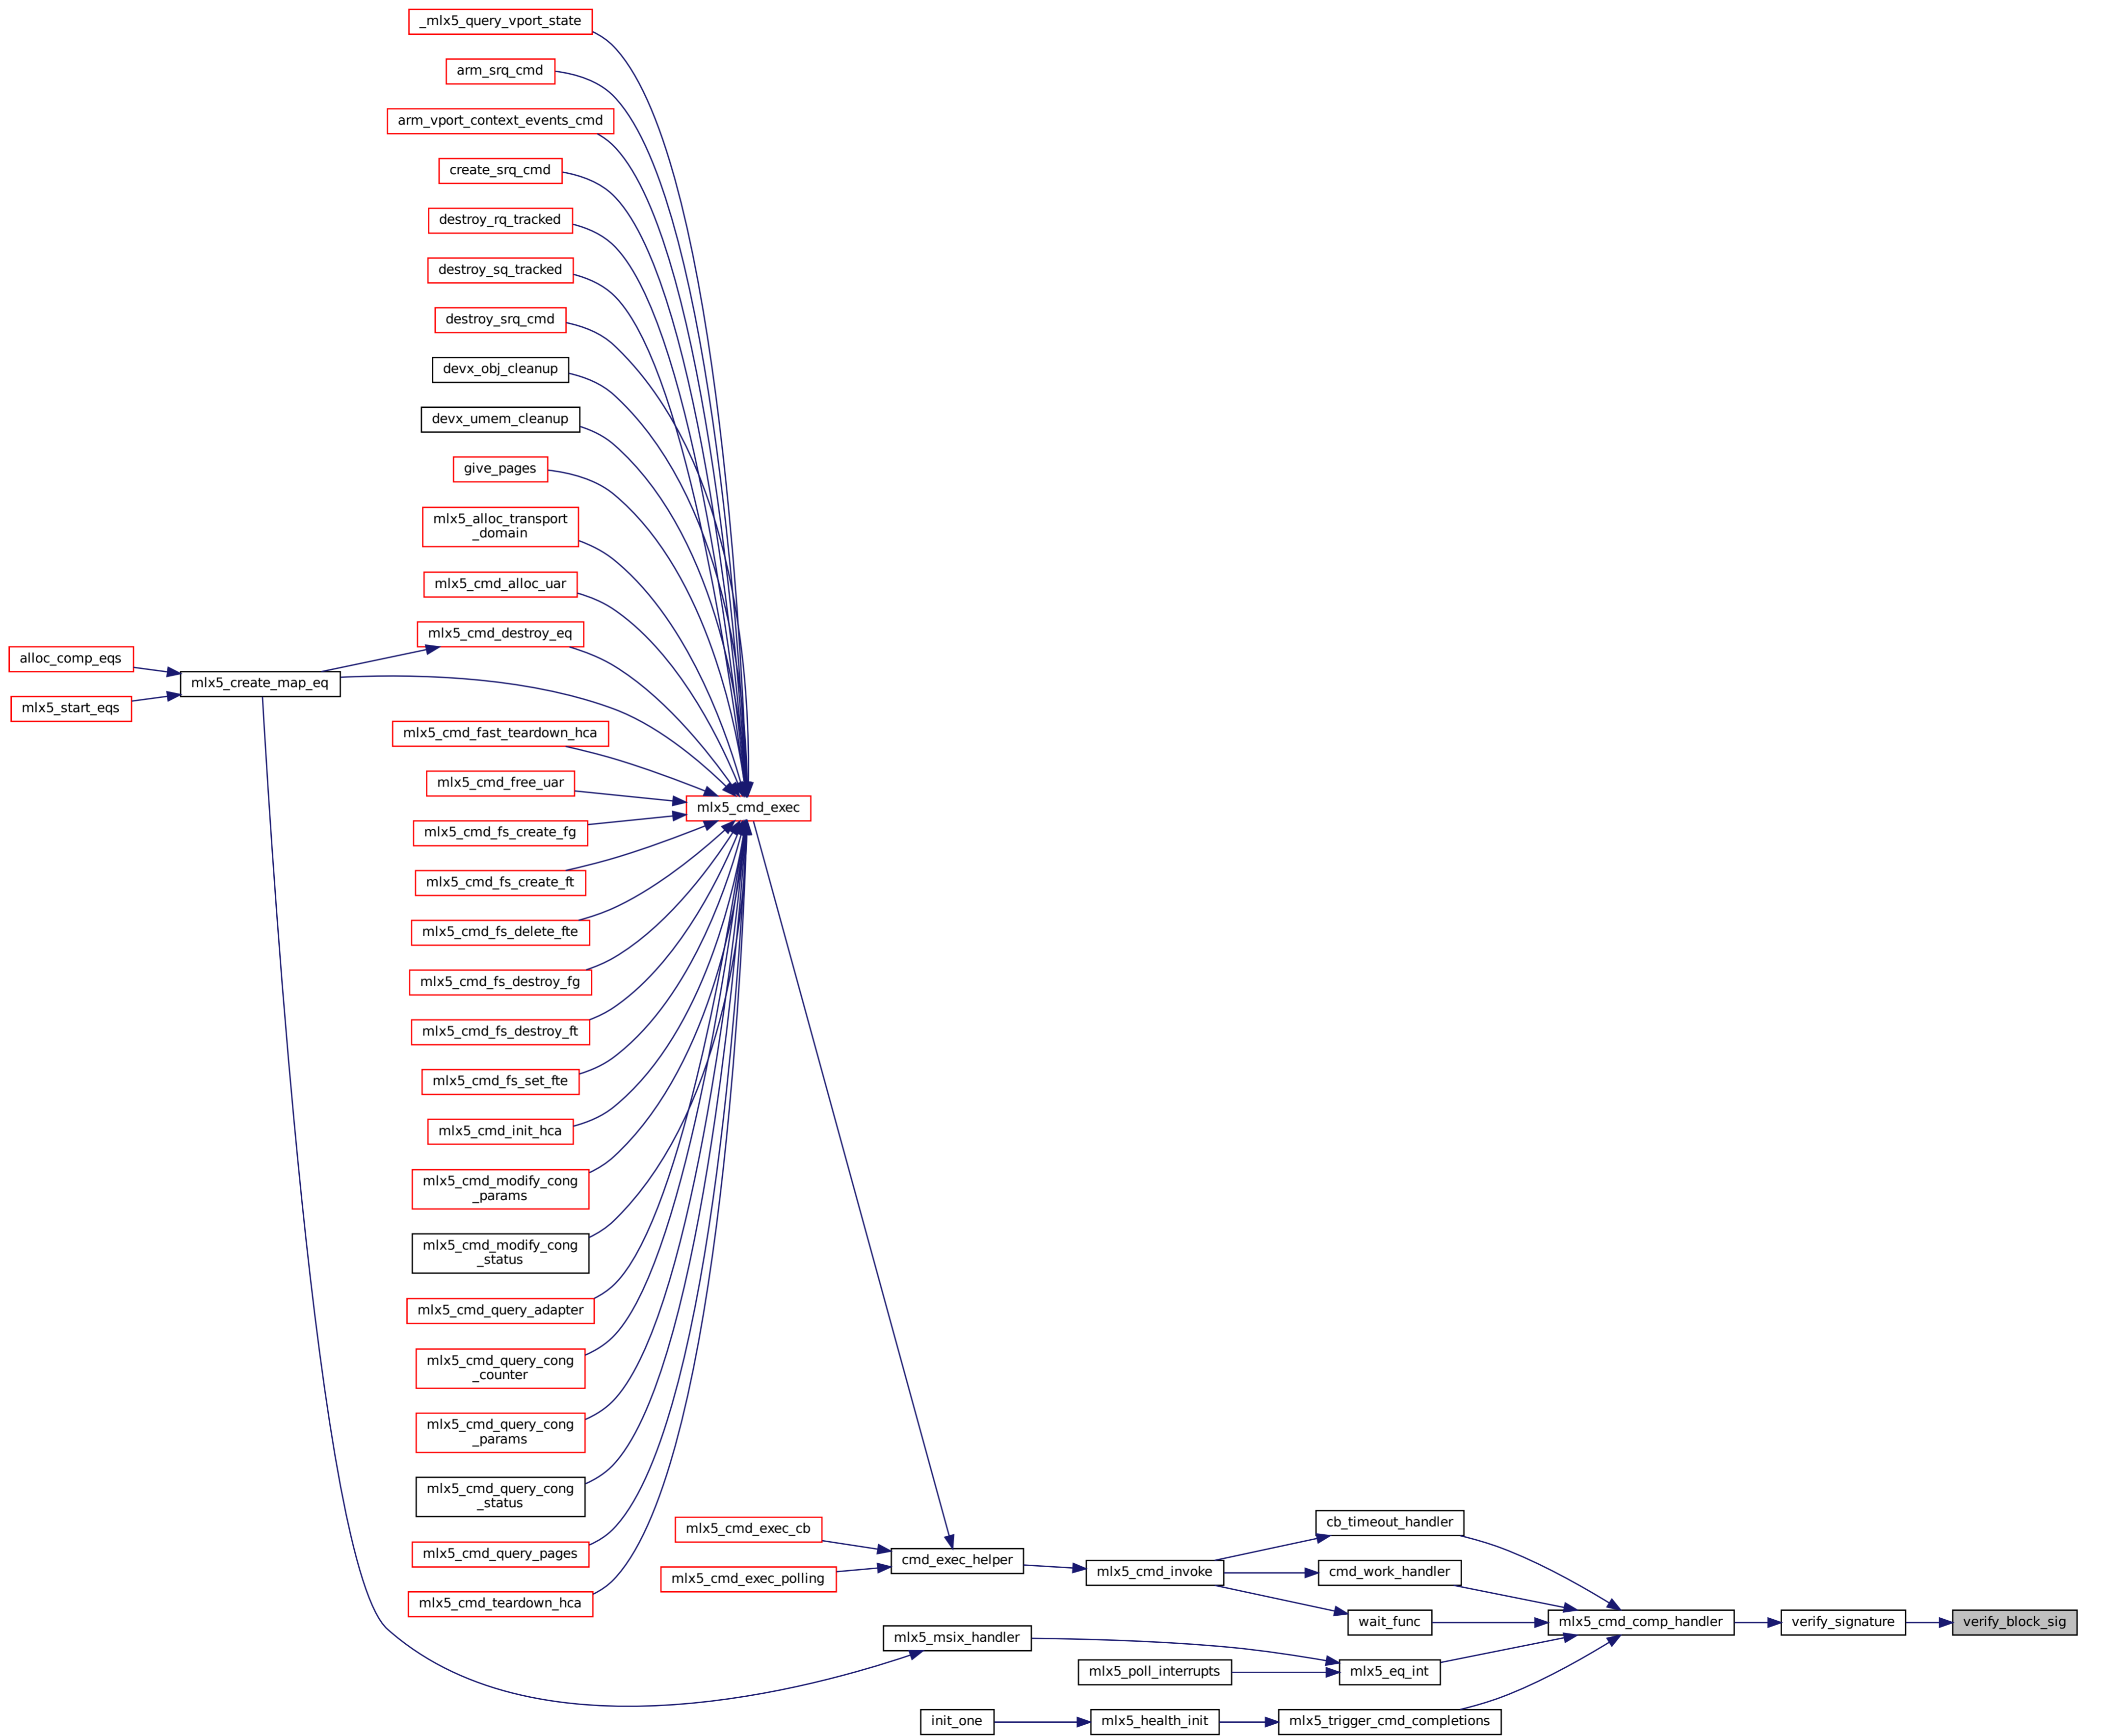 _mlx5_query_vport_state
arm_srq_cmd
arm_vport_context_events_cmd
create_srq_cmd
destroy_rq_tracked
destroy_sq_tracked
destroy_srq_cmd
devx_obj_cleanup
devx_umem_cleanup
give_pages
mlx5_alloc_transport
_domain
mlx5_cmd_alloc_uar
mlx5_cmd_destroy_eq
alloc_comp_eqs
mlx5_create_map_eq
mlx5_start_eqs
mlx5_cmd_fast_teardown_hca
mlx5_cmd_free_uar
mlx5_cmd_exec
mlx5_cmd_fs_create_fg
mlx5_cmd_fs_create_ft
mlx5_cmd_fs_delete_fte
mlx5_cmd_fs_destroy_fg
mlx5_cmd_fs_destroy_ft
mlx5_cmd_fs_set_fte
mlx5_cmd_init_hca
mlx5_cmd_modify_cong
_params
mlx5_cmd_modify_cong
_status
mlx5_cmd_query_adapter
mlx5_cmd_query_cong
_counter
mlx5_cmd_query_cong
_params
mlx5_cmd_query_cong
_status
mlx5_cmd_query_pages
mlx5_cmd_teardown_hca
mlx5_cmd_exec_cb
mlx5_cmd_exec_polling
cmd_exec_helper
mlx5_cmd_invoke
cb_timeout_handler
cmd_work_handler
wait_func
mlx5_cmd_comp_handler
verify_signature
verify_block_sig
mlx5_msix_handler
mlx5_poll_interrupts
mlx5_eq_int
init_one
mlx5_health_init
mlx5_trigger_cmd_completions